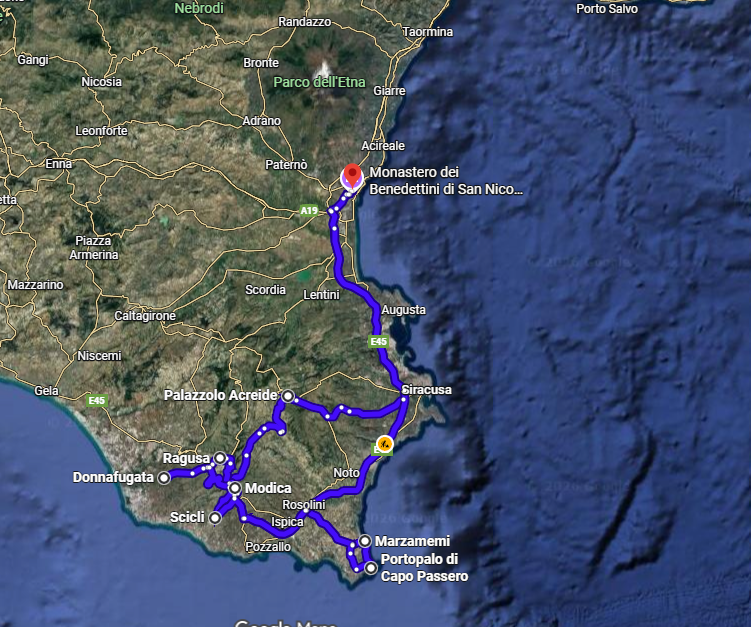 Nebrodi
Porto Salvo
Randazzo
Taormina
Gangi
Bronte
Nicosia
Parco dell'Etna
Giarre
Adrano
Leonforte
Acireale
Enna
Paternò
Monastero dei
Benedettini di San Nico...
etta
A19
Piazza
Armerina
Mazzarino
Scordia
Lentini
Augusta
Caltagirone
E45
Niscemi
Siracusa
Gela
E45
Palazzolo Acreide
Ragusa
Noto
Donnafugata
Modica
Rosolini
Scicli
Ispica
Pozzallo
Marzamemi
Portopalo di
Capo Passero